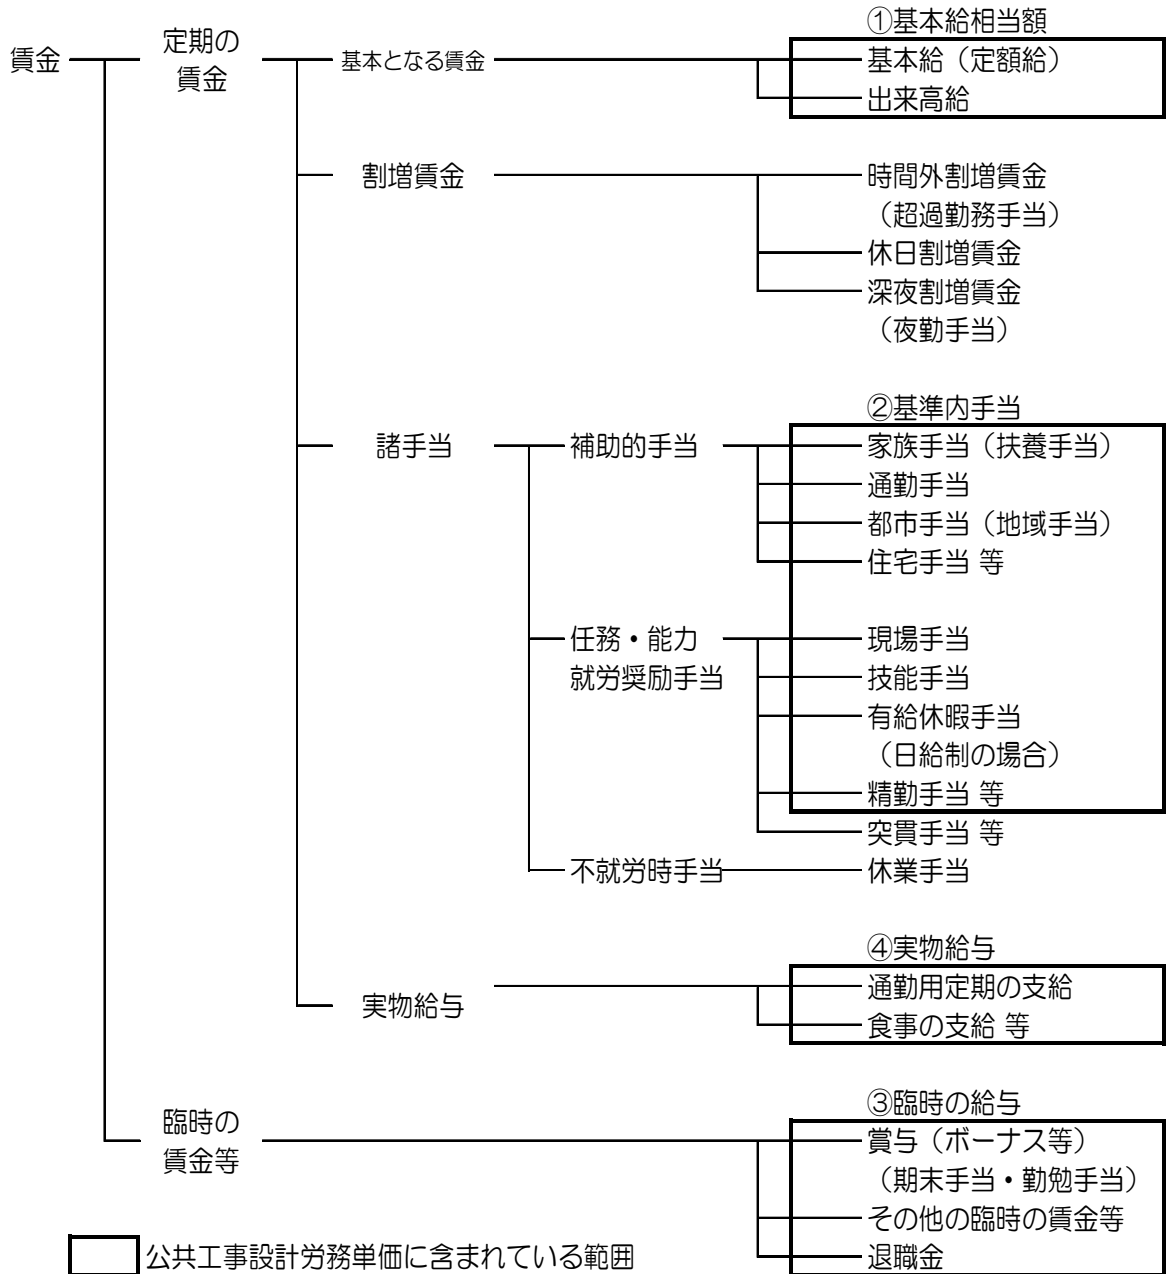 ①基本給相当額
賃金
定期の
賃金
基本となる賃金
基本給（定額給）
出来高給
割増賃金
時間外割増賃金
（超過勤務手当）
休日割増賃金
深夜割増賃金
（夜勤手当）
②基準内手当
諸手当
補助的手当
家族手当（扶養手当）
通勤手当
都市手当（地域手当）
住宅手当 等
任務・能力
就労奨励手当
現場手当
技能手当
有給休暇手当
（日給制の場合）
精勤手当 等
突貫手当 等
不就労時手当
休業手当
④実物給与
実物給与
通勤用定期の支給
食事の支給 等
③臨時の給与
臨時の
賃金等
賞与（ボーナス等）
（期末手当・勤勉手当）
その他の臨時の賃金等
退職金
公共工事設計労務単価に含まれている範囲